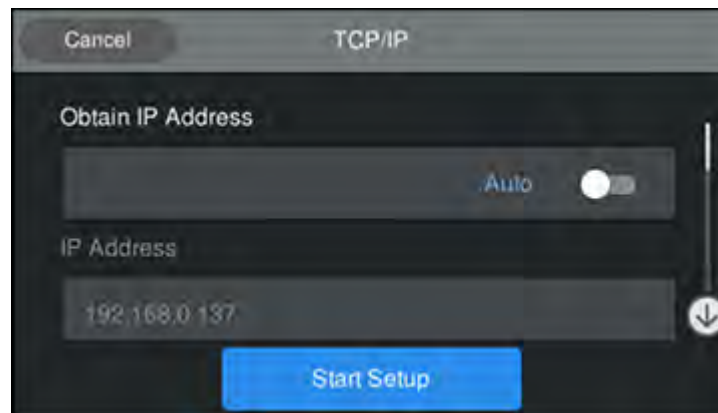 Cancel
TCP/IP
Obtain IP Address
Auto
IP Address
192.168.0.137
Start Setup